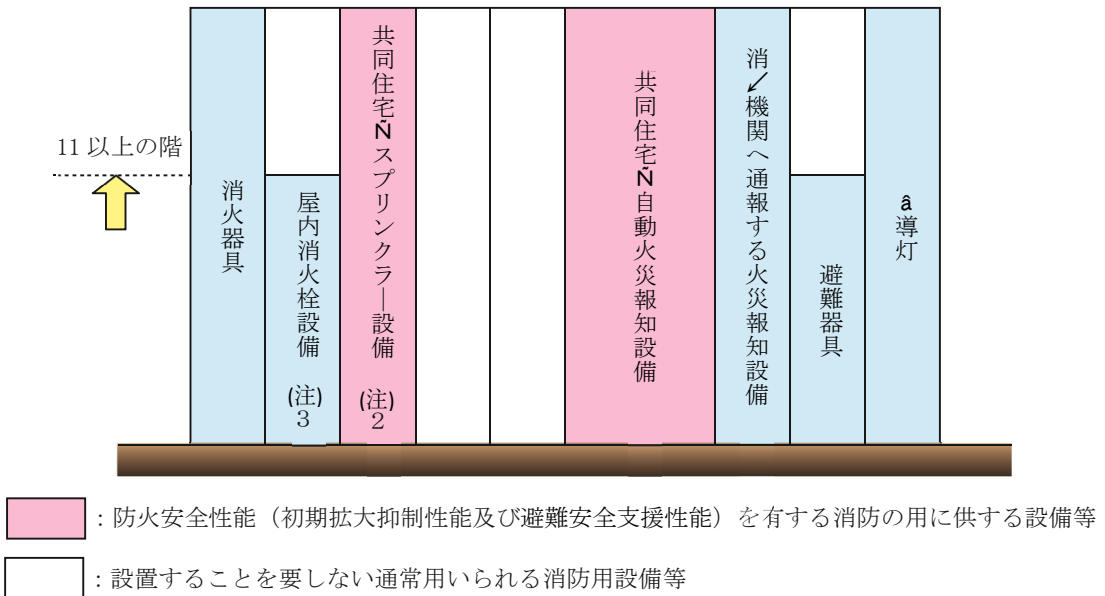 11 以上の階
消火器具
屋内消火栓設備 (注)3
共同住宅Ñスプリンクラー設備 (注)2
共同住宅Ñ自動火災報知設備
消✓機関へ通報する火災報知設備
避難器具
â導灯
：防火安全性能（初期拡大抑制性能及び避難安全支援性能）を有する消防の用に供する設備等
：設置することを要しない通常用いられる消防用設備等